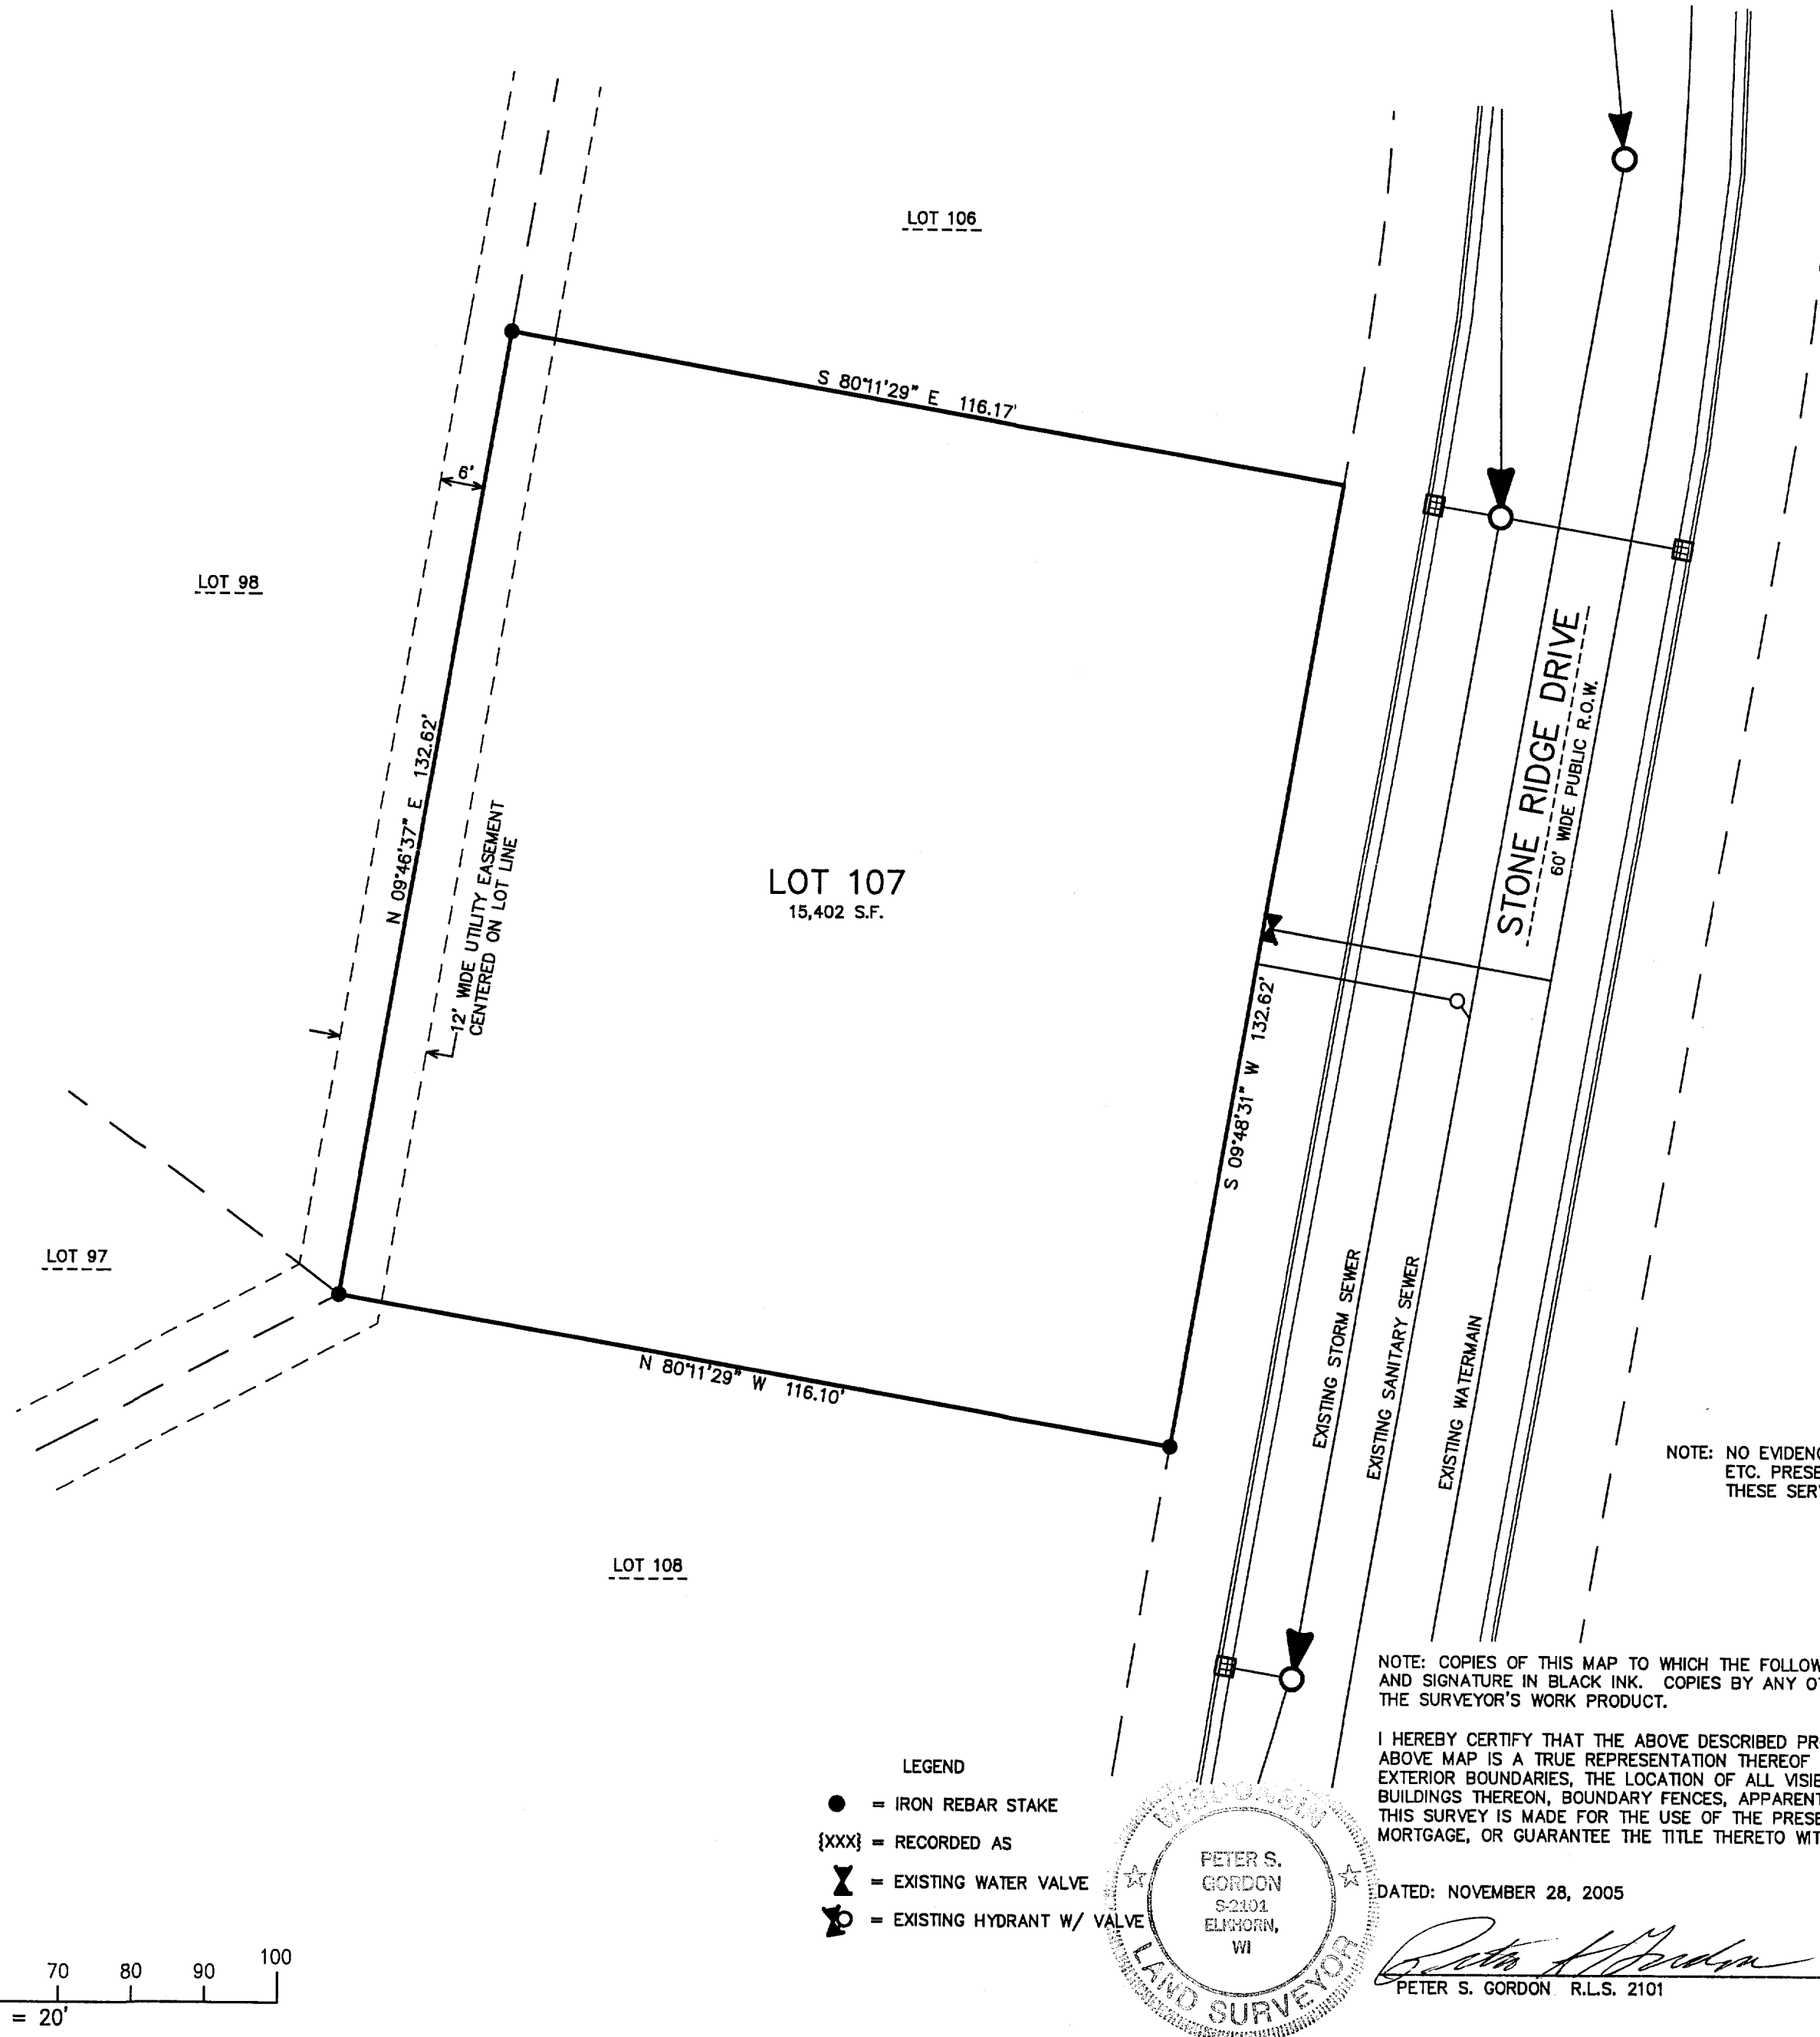 LOT 106
S 80°11'29" E 116.17'
6'
LOT 98
N 09°46'37" E 132.62'
12' WIDE UTILITY EASEMENT
CENTERED ON LOT LINE
LOT 107
15,402 S.F.
STONE RIDGE DRIVE
60' WIDE PUBLIC R.O.W.
S 09°48'31" W 132.62'
LOT 97
N 80°11'29" W 116.10'
EXISTING STORM SEWER
EXISTING SANITARY SEWER
EXISTING WATERMAIN
NOTE: NO EVIDENC
ETC. PRESE
THESE SER
LOT 108
NOTE: COPIES OF THIS MAP TO WHICH THE FOLLOW
AND SIGNATURE IN BLACK INK. COPIES BY ANY O
THE SURVEYOR'S WORK PRODUCT.
I HEREBY CERTIFY THAT THE ABOVE DESCRIBED PR
ABOVE MAP IS A TRUE REPRESENTATION THEREOF
EXTERIOR BOUNDARIES, THE LOCATION OF ALL VISIB
BUILDINGS THEREON, BOUNDARY FENCES, APPARENT
THIS SURVEY IS MADE FOR THE USE OF THE PRESE
MORTGAGE, OR GUARANTEE THE TITLE THERETO WIT
LEGEND
= IRON REBAR STAKE
{XXX} = RECORDED AS
= EXISTING WATER VALVE
= EXISTING HYDRANT W/ VALVE
WISCONSIN
PETER S.
GORDON
S-2101
ELKHORN,
WI
LAND SURVEYOR
DATED: NOVEMBER 28, 2005
Peter S Gordon
PETER S. GORDON R.L.S. 2101
70 80 90 100
= 20'